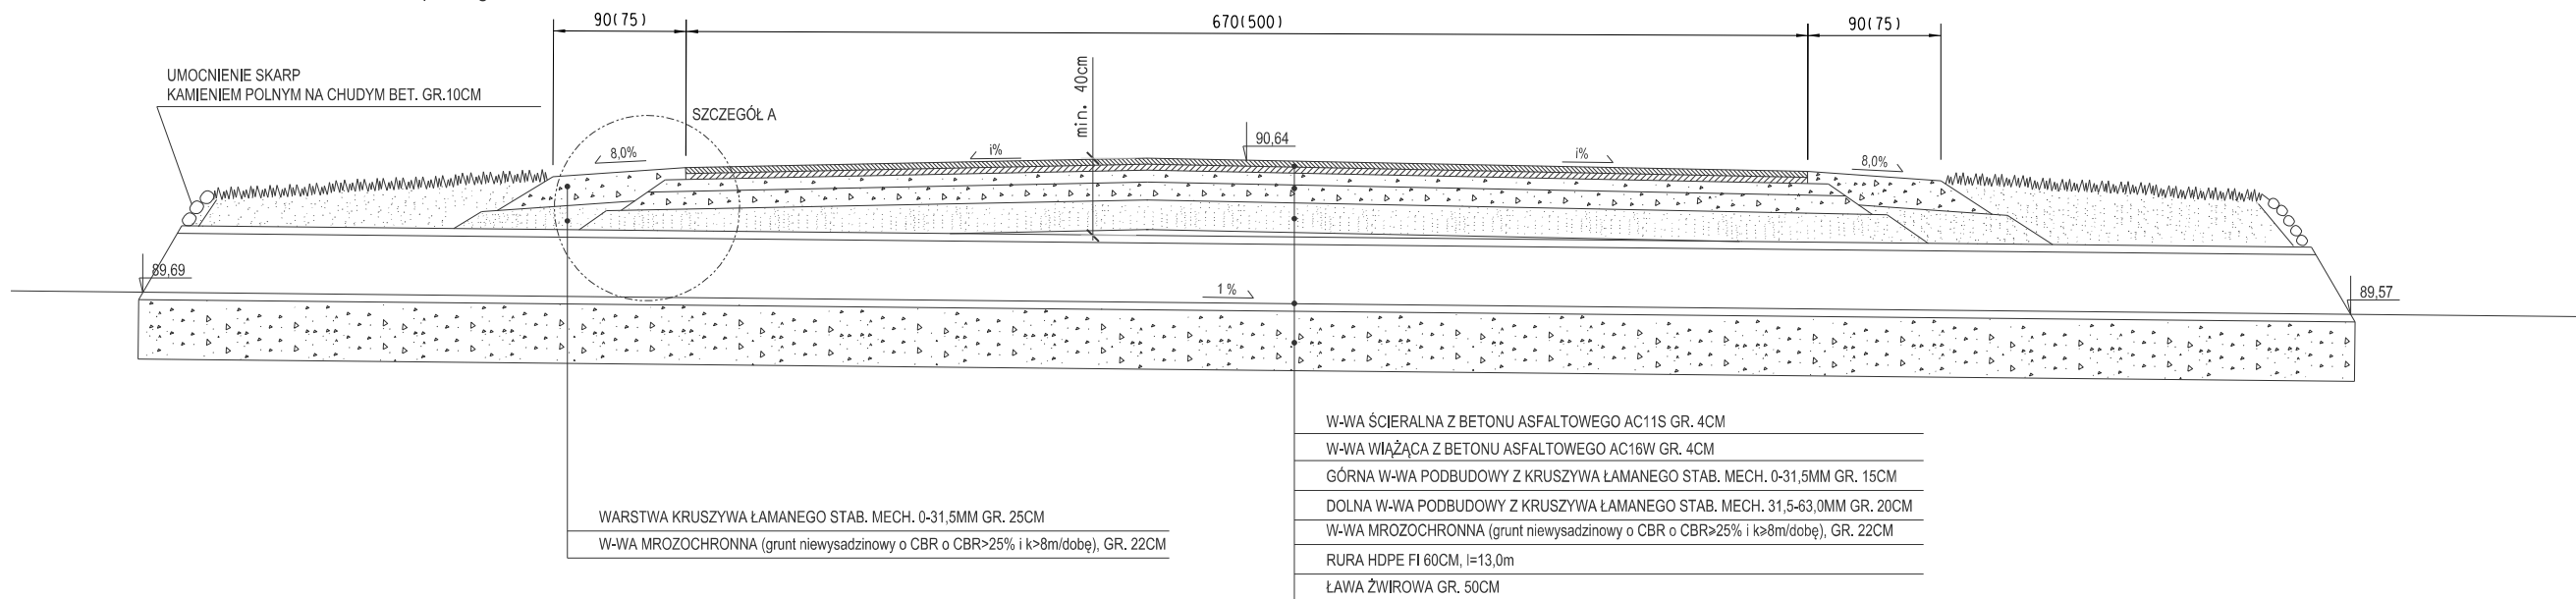 90(75)
670(500)
90(75)
UMOCNIENIE SKARP
KAMIENIEM POLNYM NA CHUDYM BET. GR.10CM
SZCZEGÓŁ A
min. 40cm
8,0%
i%
90,64
i%
8,0%
89,69
1 %
89,57
W-WA ŚCIERALNA Z BETONU ASFALTOWEGO AC11S GR. 4CM
W-WA WIĄŻĄCA Z BETONU ASFALTOWEGO AC16W GR. 4CM
GÓRNA W-WA PODBUDOWY Z KRUSZYWA ŁAMANEGO STAB. MECH. 0-31,5MM GR. 15CM
DOLNA W-WA PODBUDOWY Z KRUSZYWA ŁAMANEGO STAB. MECH. 31,5-63,0MM GR. 20CM
W-WA MROZOCHRONNA (grunt niewysadzinowy o CBR o CBR≥25% i k≥8m/dobę), GR. 22CM
RURA HDPE FI 60CM, l=13,0m
ŁAWA ŻWIROWA GR. 50CM
WARSTWA KRUSZYWA ŁAMANEGO STAB. MECH. 0-31,5MM GR. 25CM
W-WA MROZOCHRONNA (grunt niewysadzinowy o CBR o CBR>25% i k>8m/dobę), GR. 22CM